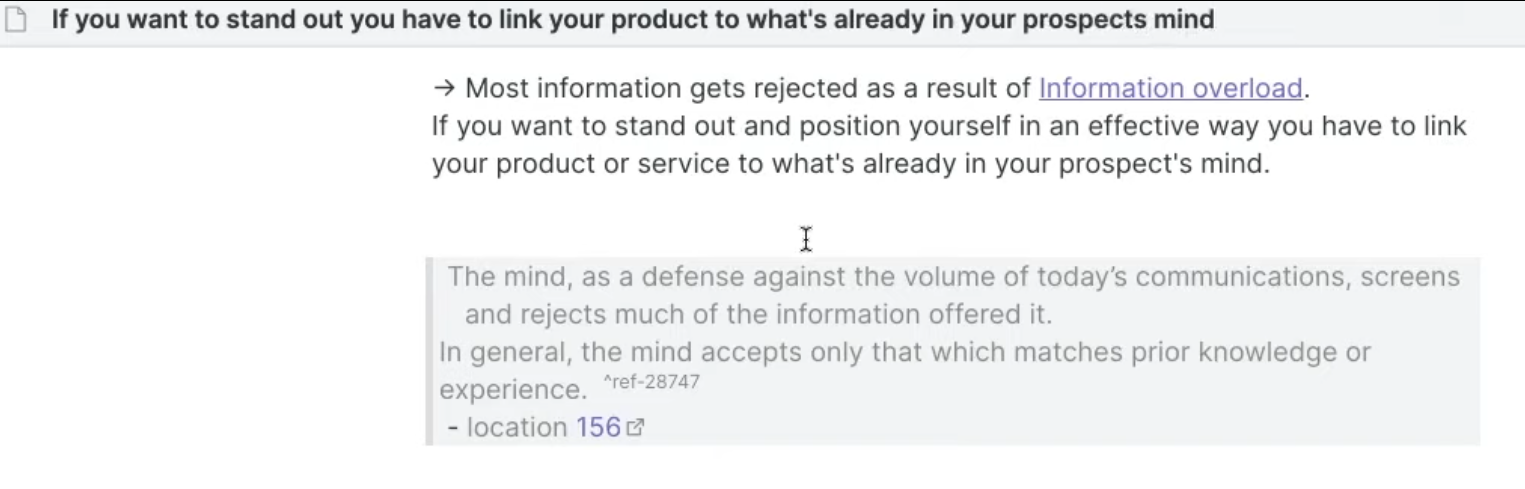 If you want to stand out you have to link your product to what's already in your prospects mind
→ Most information gets rejected as a result of Information overload.
If you want to stand out and position yourself in an effective way you have to link
your product or service to what's already in your prospect's mind.
The mind, as a defense against the volume of today’s communications, screens
and rejects much of the information offered it.
In general, the mind accepts only that which matches prior knowledge or
experience. ^ref-28747
- location 156